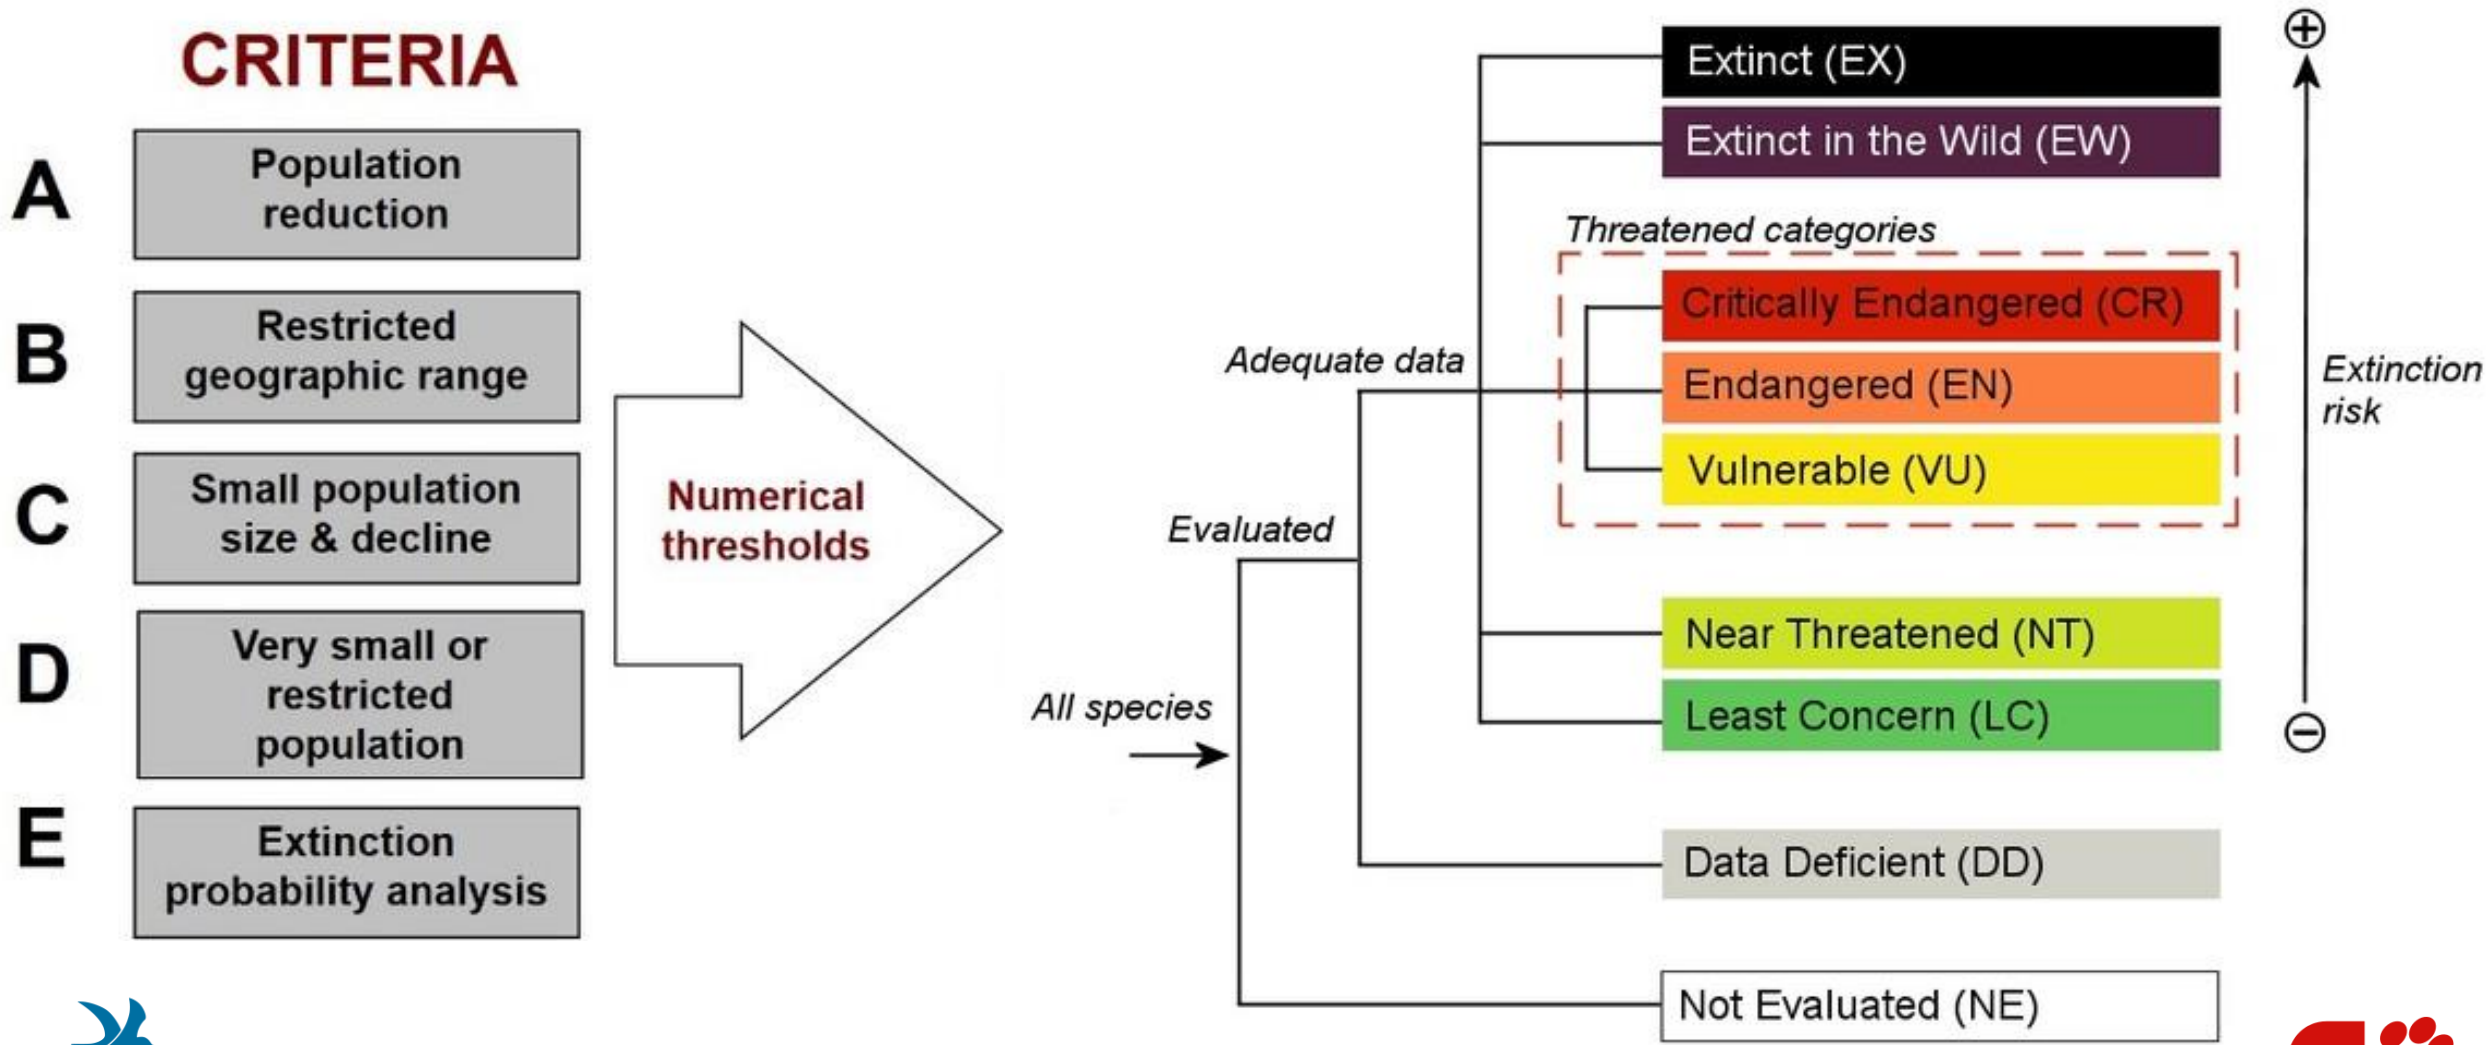 CRITERIA
A
Population
reduction
B
Restricted
geographic range
C
Small population
size & decline
D
Very small or
restricted
population
E
Extinction
probability analysis
Numerical
thresholds
All species
Evaluated
Adequate data
Extinct (EX)
Extinct in the Wild (EW)
Threatened categories
Critically Endangered (CR)
Endangered (EN)
Vulnerable (VU)
Near Threatened (NT)
Least Concern (LC)
Data Deficient (DD)
Not Evaluated (NE)
+
Extinction
risk
−